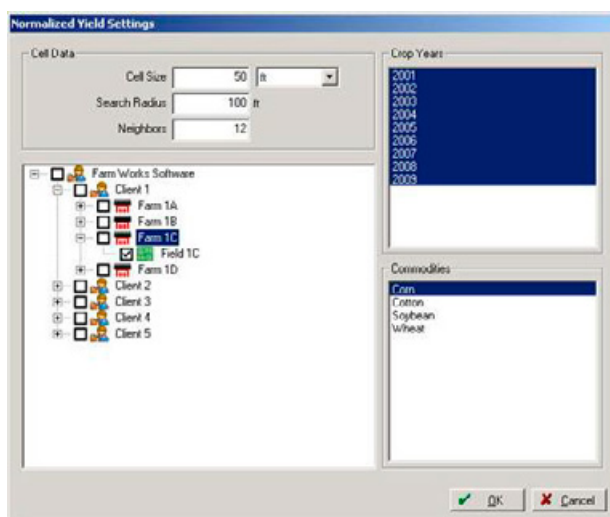 Normalized Yield Settings
Cell Data
Cell Size 50 ft
Search Radius 100 ft
Neighbors 12
Farm Works Software
Client 1
Farm 1A
Farm 1B
Farm 1C
Field 1C
Farm 1D
Client 2
Client 3
Client 4
Client 5
Crop Years
2001
2002
2003
2004
2005
2006
2007
2008
2009
Commodities
Corn
Cotton
Soybean
Wheat
OK Cancel